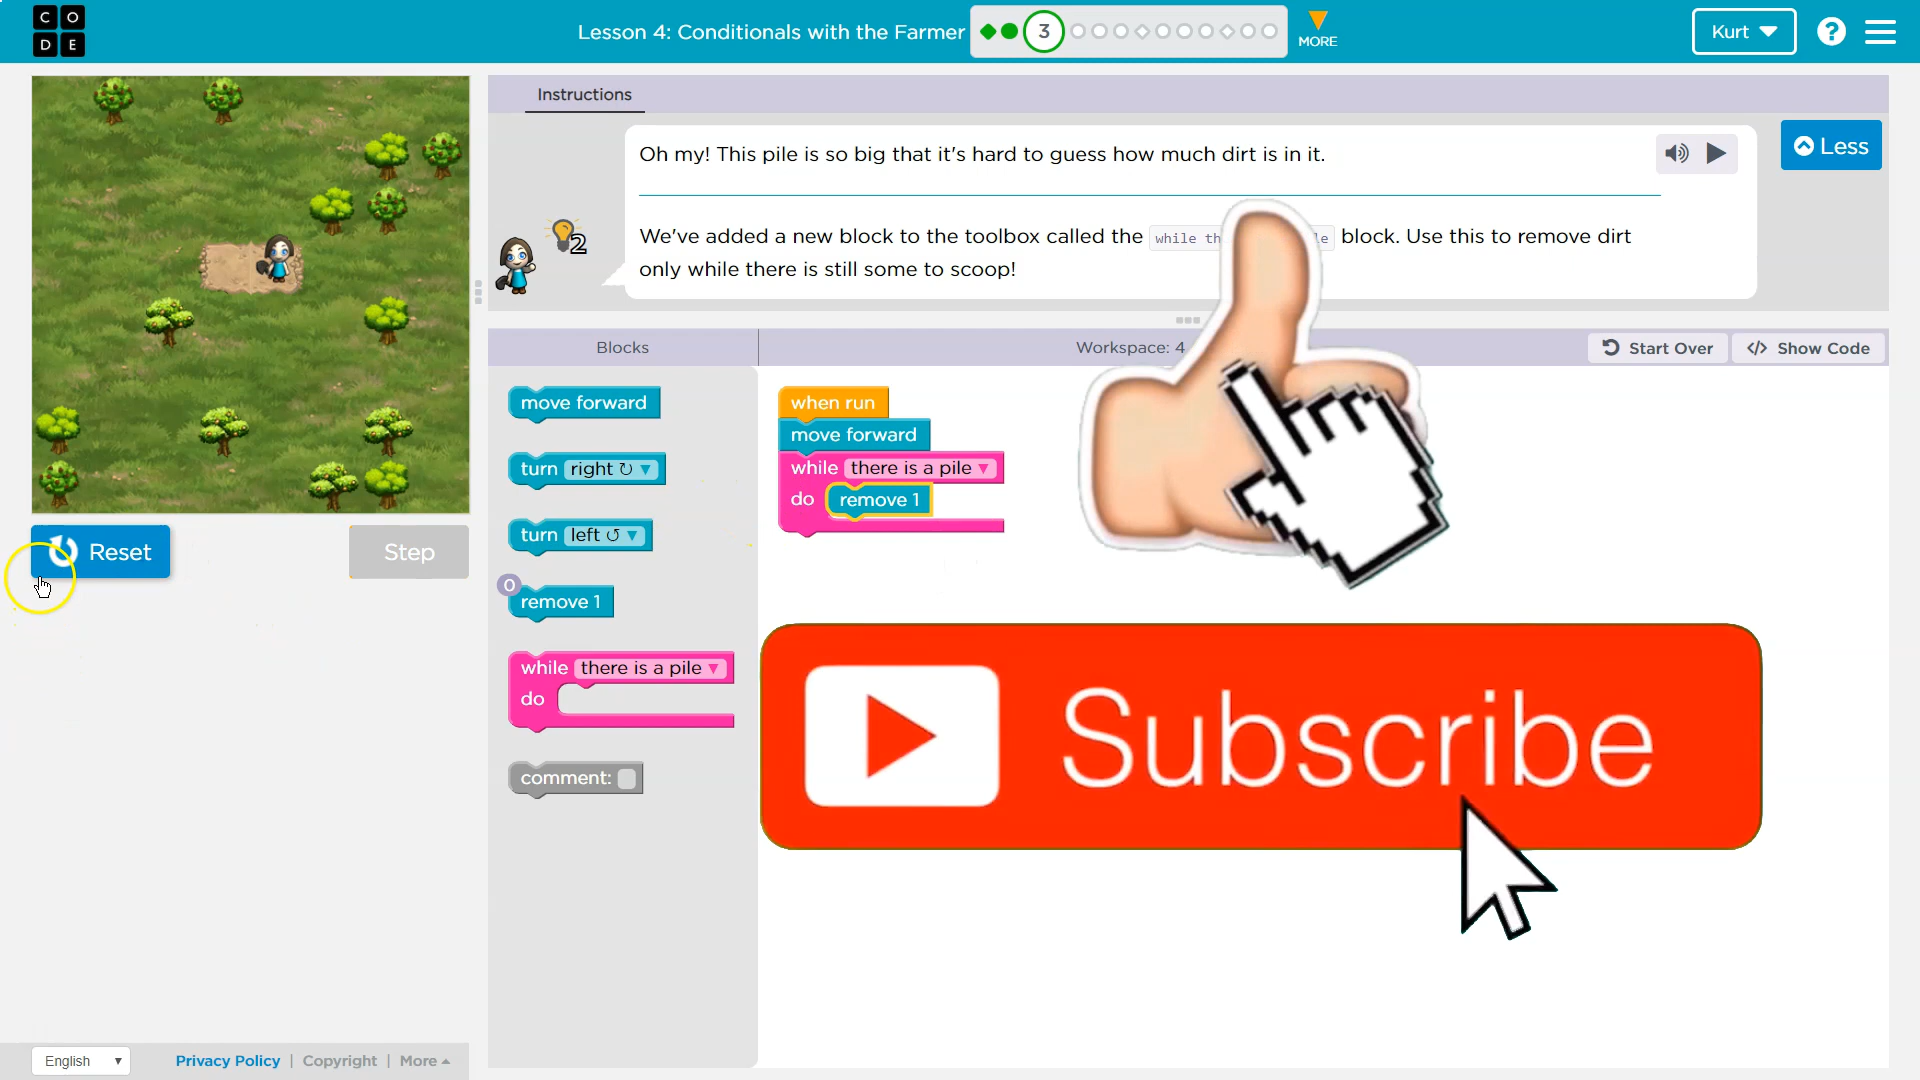 CO
DE
Lesson 4: Conditionals with the Farmer
3
MORE
Kurt
?
Instructions
Oh my! This pile is so big that it's hard to guess how much dirt is in it.
Less
2
We've added a new block to the toolbox called the while th le block. Use this to remove dirt
only while there is still some to scoop!
Blocks
Workspace: 4
Start Over
</> Show Code
move forward
turn right ↻ ▼
turn left ↺ ▼
0
remove 1
while there is a pile ▼
do
comment:
when run
move forward
while there is a pile ▼
do remove 1
Reset
Step
Subscribe
English ▼
Privacy Policy | Copyright | More